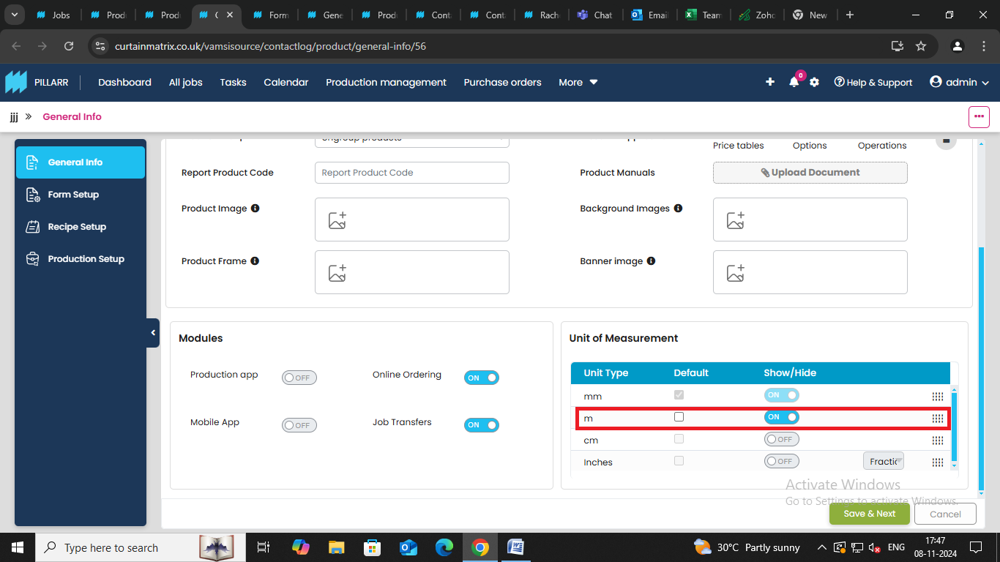 Jobs
Prod
Prod
Form
Gene
Prod
Conta
Cont
Rach
Chat
Email
Team
Zoho
New
curtainmatrix.co.uk/vamsisource/contactlog/product/general-info/56
PILLARR
Dashboard
All jobs
Tasks
Calendar
Production management
Purchase orders
More
0
Help & Support
admin
jjj » General Info
General Info
Form Setup
Recipe Setup
Production Setup
Price tables Options Operations
Report Product Code
Report Product Code
Product Manuals
Upload Document
Product Image
Background Images
Product Frame
Banner image
Modules
Production app OFF
Online Ordering ON
Mobile App OFF
Job Transfers ON
Unit of Measurement
Unit Type Default Show/Hide
mm ON
m ON
cm OFF
Inches OFF Fractic
Activate Windows
Go to Settings to activate Windows.
Save & Next
Cancel
Type here to search
30°C Partly sunny
ENG
17:47
08-11-2024